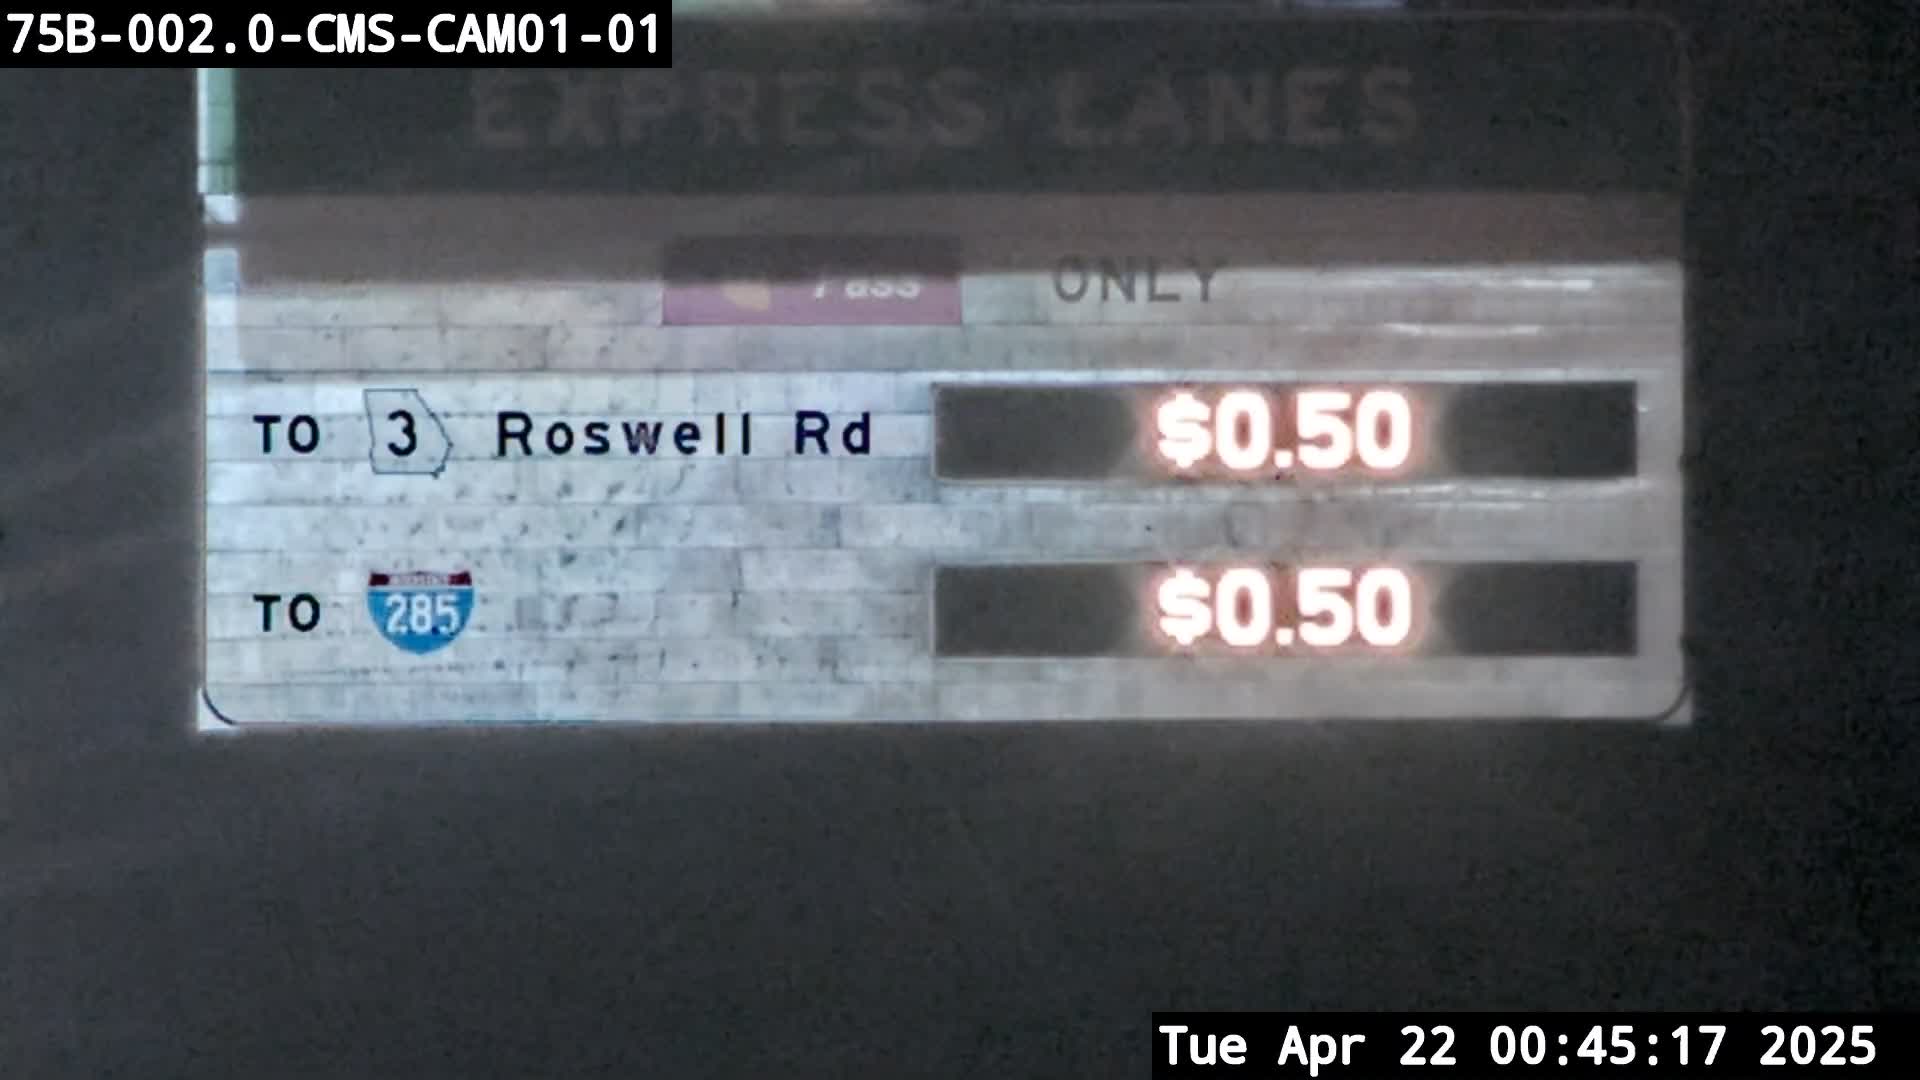 75B-002.0-CMS-CAM01-01
EXPRESS LANES
Pass ONLY
TO 3 Roswell Rd $0.50
TO 285 $0.50
Tue Apr 22 00:45:17 2025